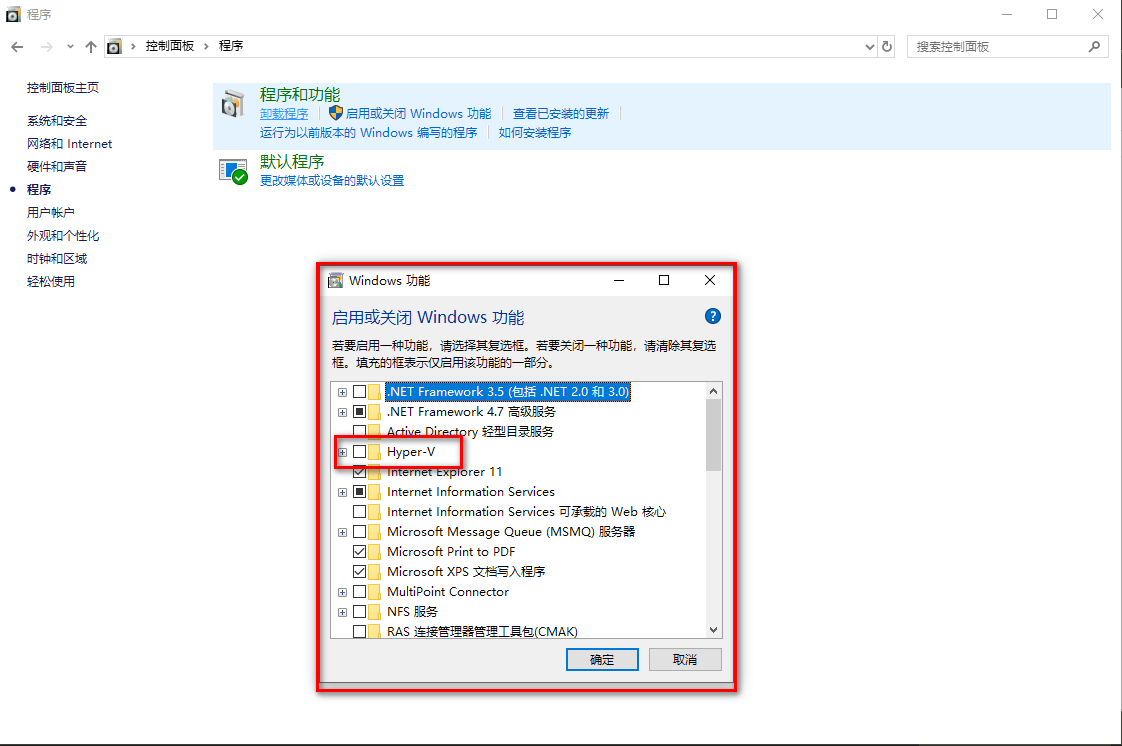 程序
控制面板 › 程序
搜索控制面板
控制面板主页
系统和安全
网络和 Internet
硬件和声音
程序
用户帐户
外观和个性化
时钟和区域
轻松使用
程序和功能
卸载程序 启用或关闭 Windows 功能 查看已安装的更新
运行为以前版本的 Windows 编写的程序 如何安装程序
默认程序
更改媒体或设备的默认设置
Windows 功能
启用或关闭 Windows 功能
若要启用一种功能，请选择其复选框。若要关闭一种功能，请清除其复选
框。填充的框表示仅启用该功能的一部分。
.NET Framework 3.5 (包括 .NET 2.0 和 3.0)
.NET Framework 4.7 高级服务
Active Directory 轻型目录服务
Hyper-V
Internet Explorer 11
Internet Information Services
Internet Information Services 可承载的 Web 核心
Microsoft Message Queue (MSMQ) 服务器
Microsoft Print to PDF
Microsoft XPS 文档写入程序
MultiPoint Connector
NFS 服务
RAS 连接管理器管理工具包(CMAK)
确定 取消